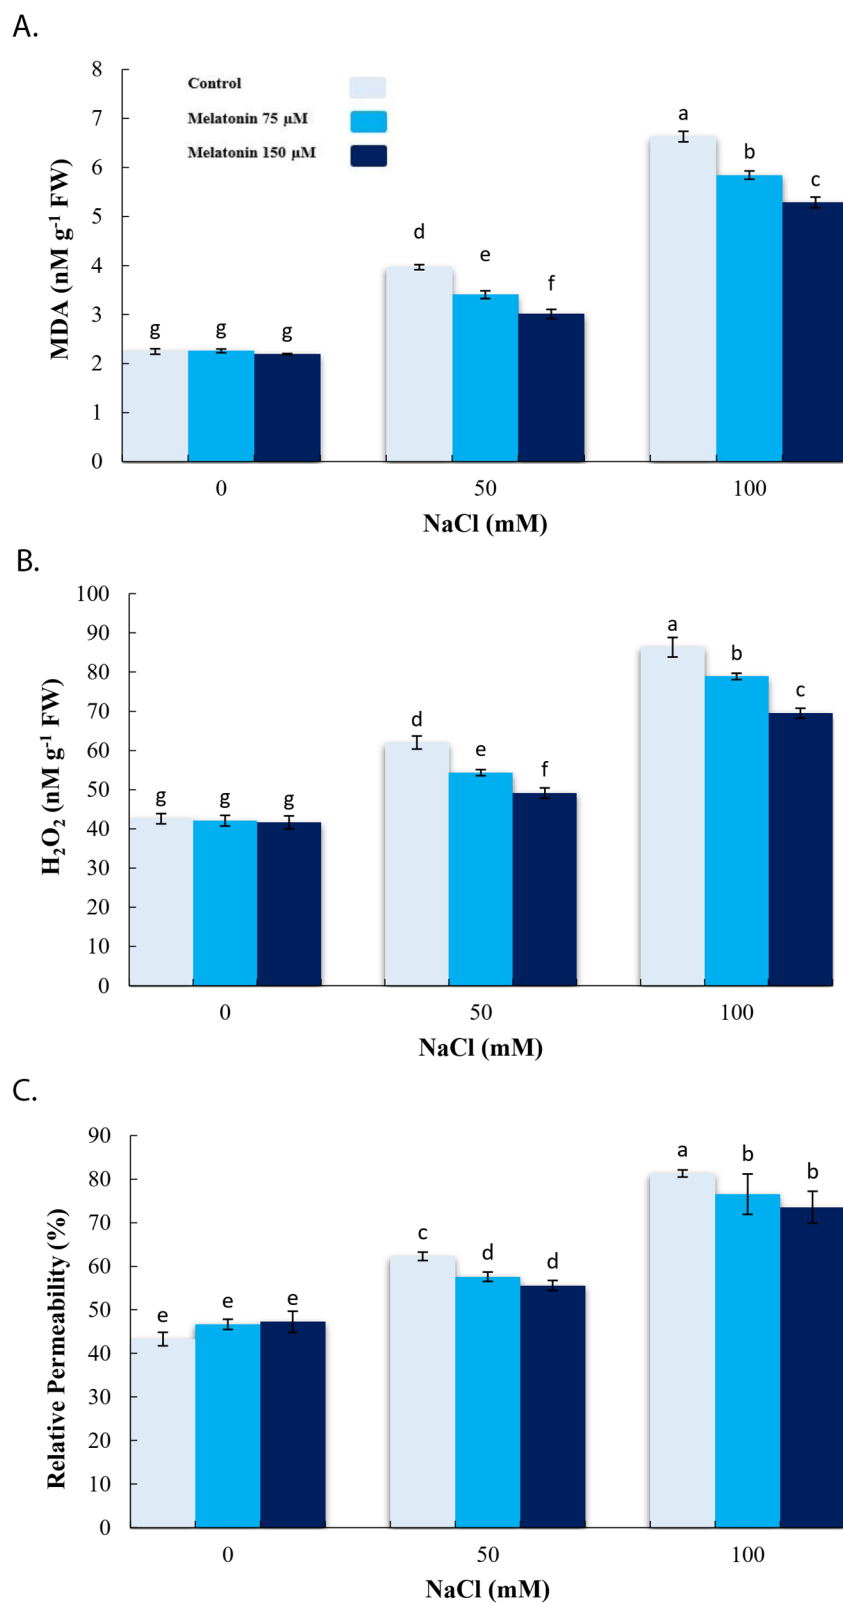 A.
MDA (nM g⁻¹ FW)
8
7
6
5
4
3
2
1
0
Control
Melatonin 75 µM
Melatonin 150 µM
g
g
g
d
e
f
a
b
c
0
50
100
NaCl (mM)
B.
H₂O₂ (nM g⁻¹ FW)
100
90
80
70
60
50
40
30
20
10
0
g
g
g
d
e
f
a
b
c
0
50
100
NaCl (mM)
C.
Relative Permeability (%)
90
80
70
60
50
40
30
20
10
0
e
e
e
c
d
d
a
b
b
0
50
100
NaCl (mM)